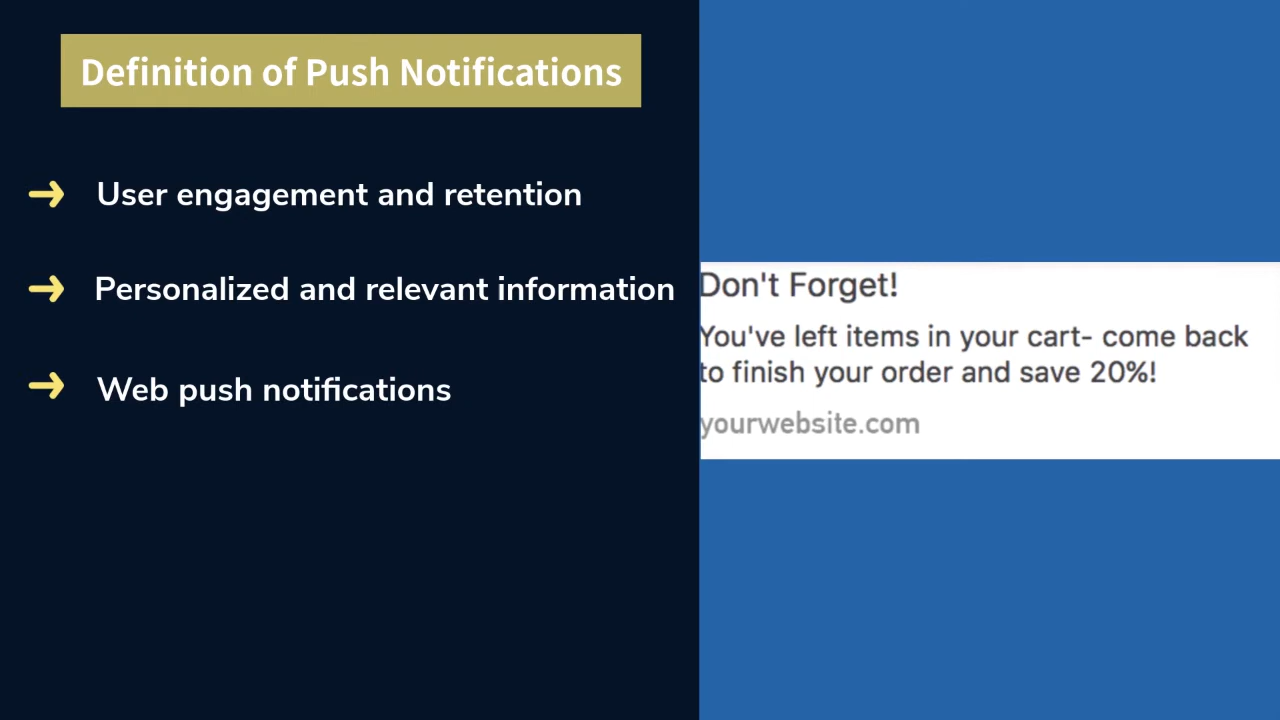 Definition of Push Notifications
User engagement and retention
Personalized and relevant information
Web push notifications
Don't Forget!
You've left items in your cart- come back
to finish your order and save 20%!
yourwebsite.com